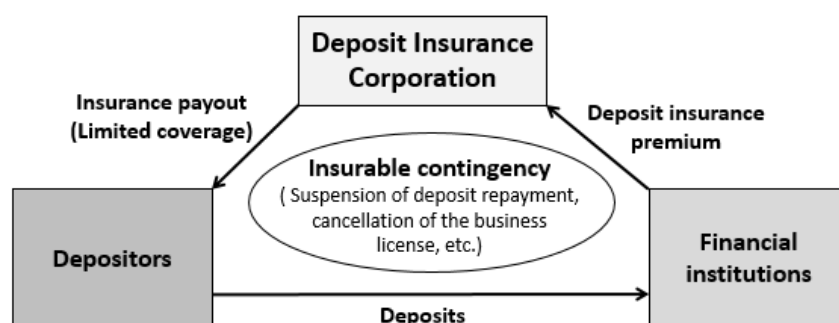 Deposit Insurance
Corporation
Insurance payout
(Limited coverage)
Deposit insurance
premium
Insurable contingency
( Suspension of deposit repayment,
cancellation of the business
license, etc.)
Depositors
Financial
institutions
Deposits